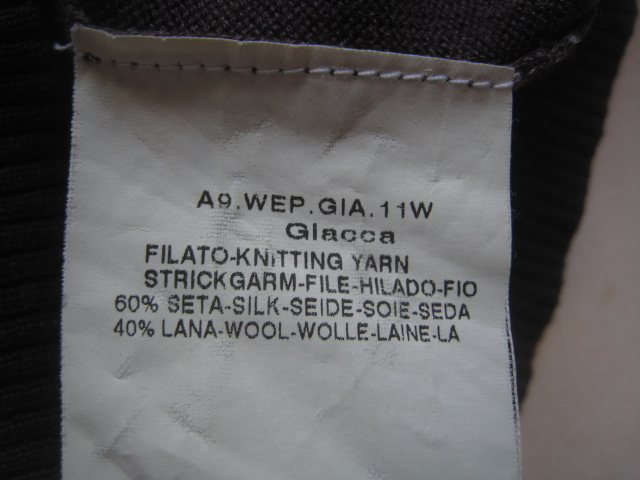 A9.WEP.GIA.11W
Giacca
FILATO-KNITTING YARN
STRICKGARM-FILE-HILADO-FIO
60% SETA-SILK-SEIDE-SOIE-SEDA
40% LANA-WOOL-WOLLE-LAINE-LA